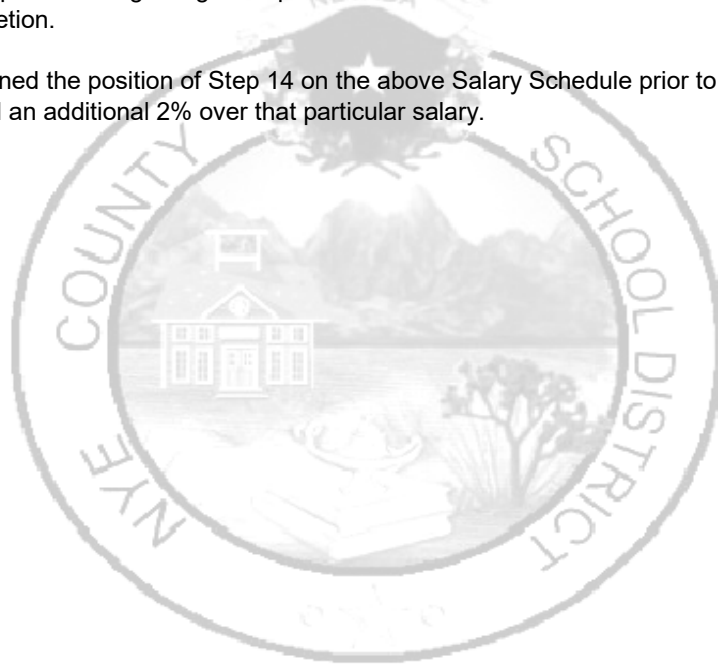 etion.
ned the position of Step 14 on the above Salary Schedule prior to
an additional 2% over that particular salary.
NYE COUNTY SCHOOL DISTRICT